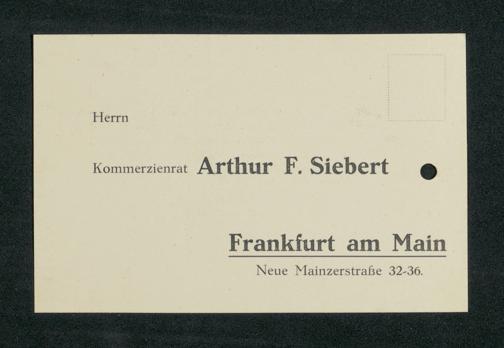 Herrn
Kommerzienrat Arthur F. Siebert
Frankfurt am Main
Neue Mainzerstraße 32-36.